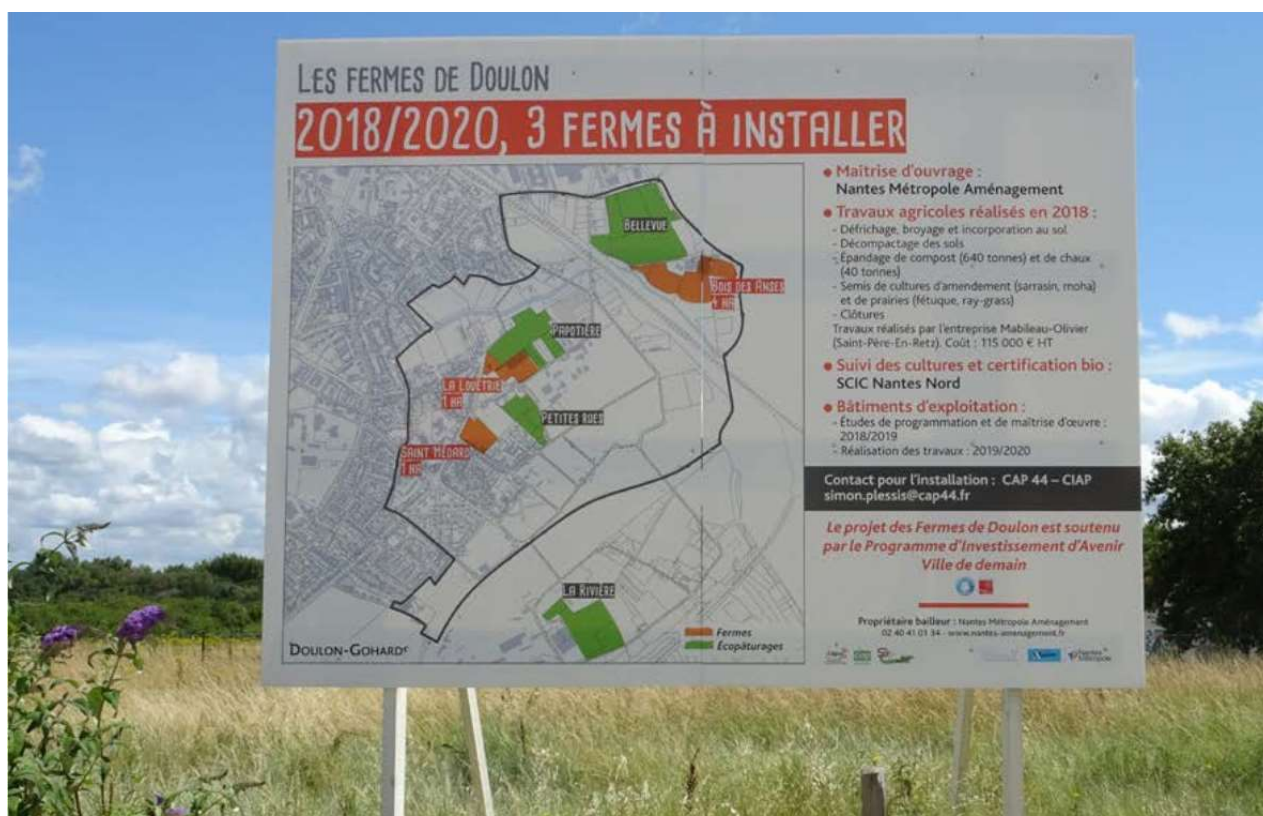 LES FERMES DE DOULON
2018/2020, 3 FERMES À INSTALLER
BELLEVUE
BOIS DES ANSES
4 HA
PAPOTIÈRE
LA LOUËTRIE
1 HA
PETITES RUES
SAINT MÉDARD
1 HA
LA RIVIÈRE
Fermes
Écopâturages
DOULON-GOHARD
• Maîtrise d'ouvrage :
Nantes Métropole Aménagement
• Travaux agricoles réalisés en 2018 :
- Défrichage, broyage et incorporation au sol
- Décompactage des sols
- Épandage de compost (640 tonnes) et de chaux
(40 tonnes)
- Semis de cultures d'amendement (sarrasin, moha)
et de prairies (fétuque, ray-grass)
- Clôtures
Travaux réalisés par l'entreprise Mabileau-Olivier
(Saint-Père-En-Retz). Coût : 115 000 € HT
• Suivi des cultures et certification bio :
SCIC Nantes Nord
• Bâtiments d'exploitation :
- Études de programmation et de maîtrise d'œuvre :
2018/2019
- Réalisation des travaux : 2019/2020
Contact pour l'installation : CAP 44 – CIAP
simon.plessis@cap44.fr
Le projet des Fermes de Doulon est soutenu
par le Programme d'Investissement d'Avenir
Ville de demain
Propriétaire bailleur : Nantes Métropole Aménagement
02 40 41 01 34 - www.nantes-amenagement.fr
Nantes
Métropole